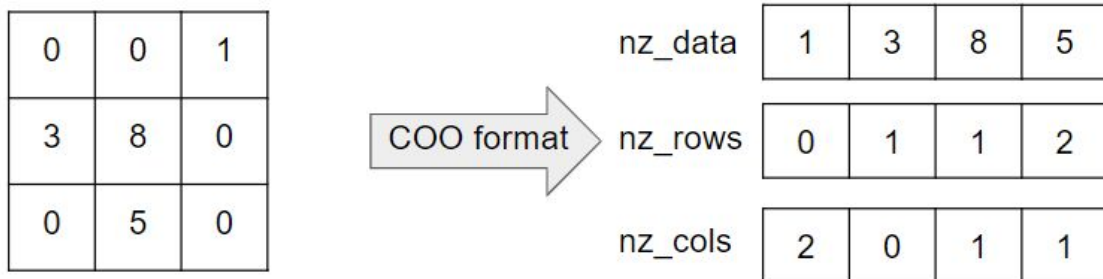 0 0 1
3 8 0
0 5 0
COO format
nz_data 1 3 8 5
nz_rows 0 1 1 2
nz_cols 2 0 1 1